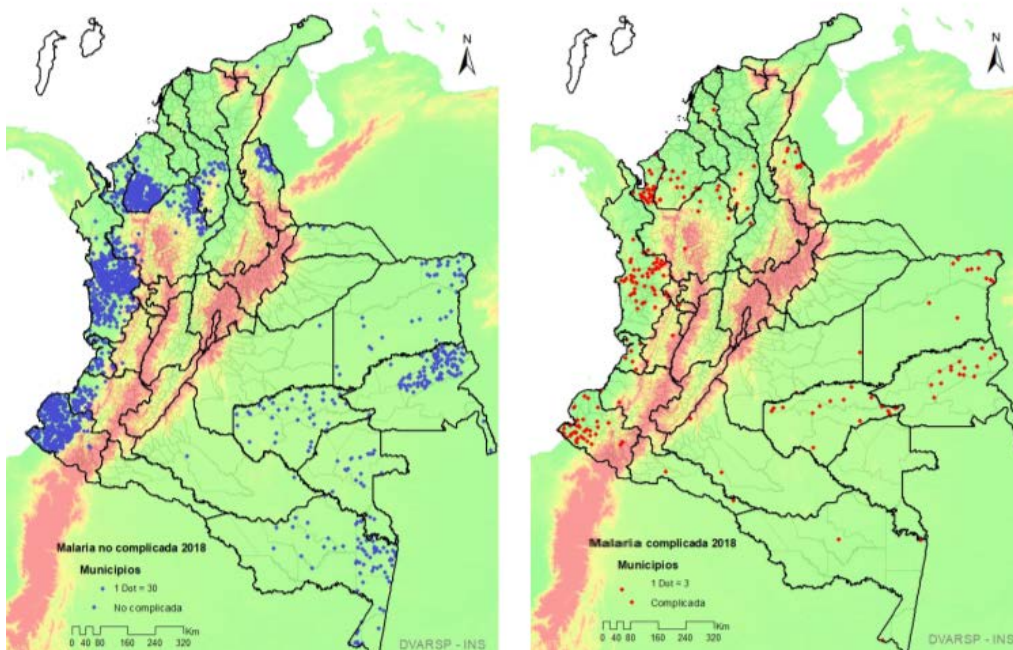 N
Malaria no complicada 2018
Municipios
1 Dot = 30
No complicada
Km
0 40 80 160 240 320
DVARSP - INS
N
Malaria complicada 2018
Municipios
1 Dot = 3
Complicada
Km
0 40 80 160 240 320
DVARSP - INS